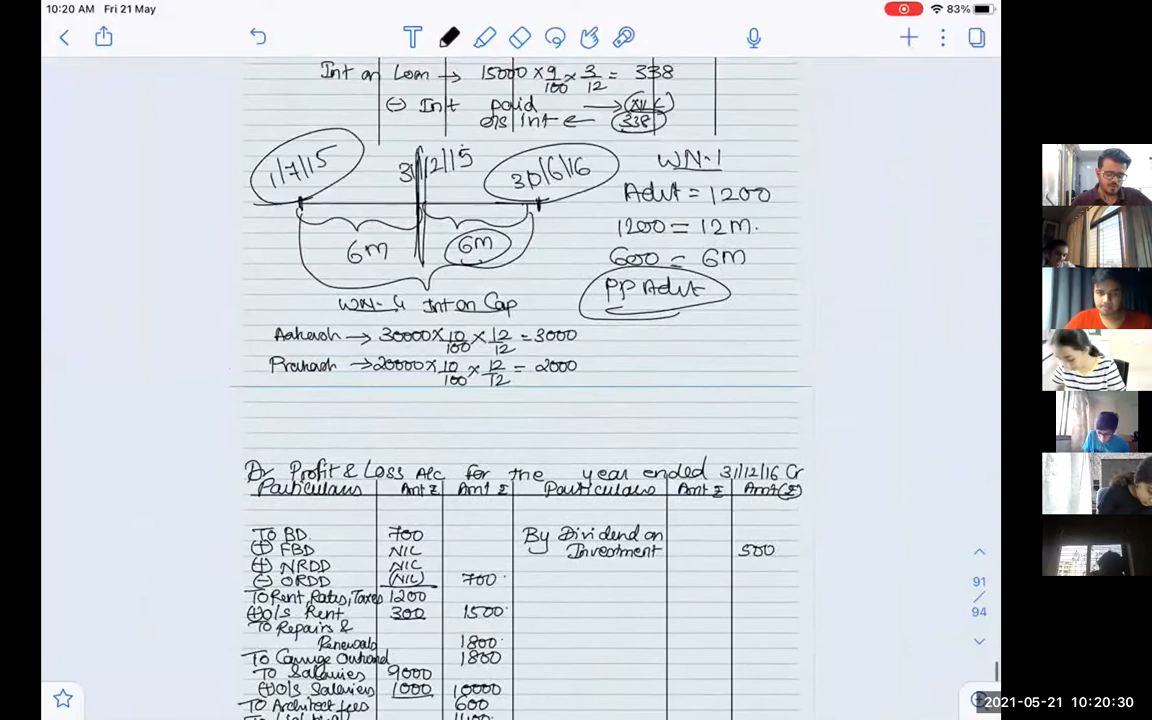 10:20 AM Fri 21 May 83%
Int on Loan → 15000 × 9/100 × 3/12 = 338
(-) Int paid → (NIL)
o/s Int ← 338
1/7/15 31/12/15 30/6/16 WN-1
Advt = 1200
1200 = 12M.
6M 6M 600 = 6M
PP Advt
WN-4 Int on Cap
Aakarsh → 30000 × 10/100 × 12/12 = 3000
Prakash → 20000 × 10/100 × 12/12 = 2000
Dr Profit & Loss A/C for the year ended 31/12/16 Cr
Particulars Amt ₹ Amt ₹ Particulars Amt ₹ Amt (₹)
To BD. 700 By Dividend on
(+) FBD NIL Investment 500
(+) NRDD NIL
(-) ORDD (NIL) 700
To Rent, Rates, Taxes 1200
(+) o/s Rent 300 1500
To Repairs &
Renewals 1800
To Carriage Outward 1800
To Salaries 9000
(+) o/s Salaries 1000 10000
To Architect fees 600
91
/
94
2021-05-21 10:20:30